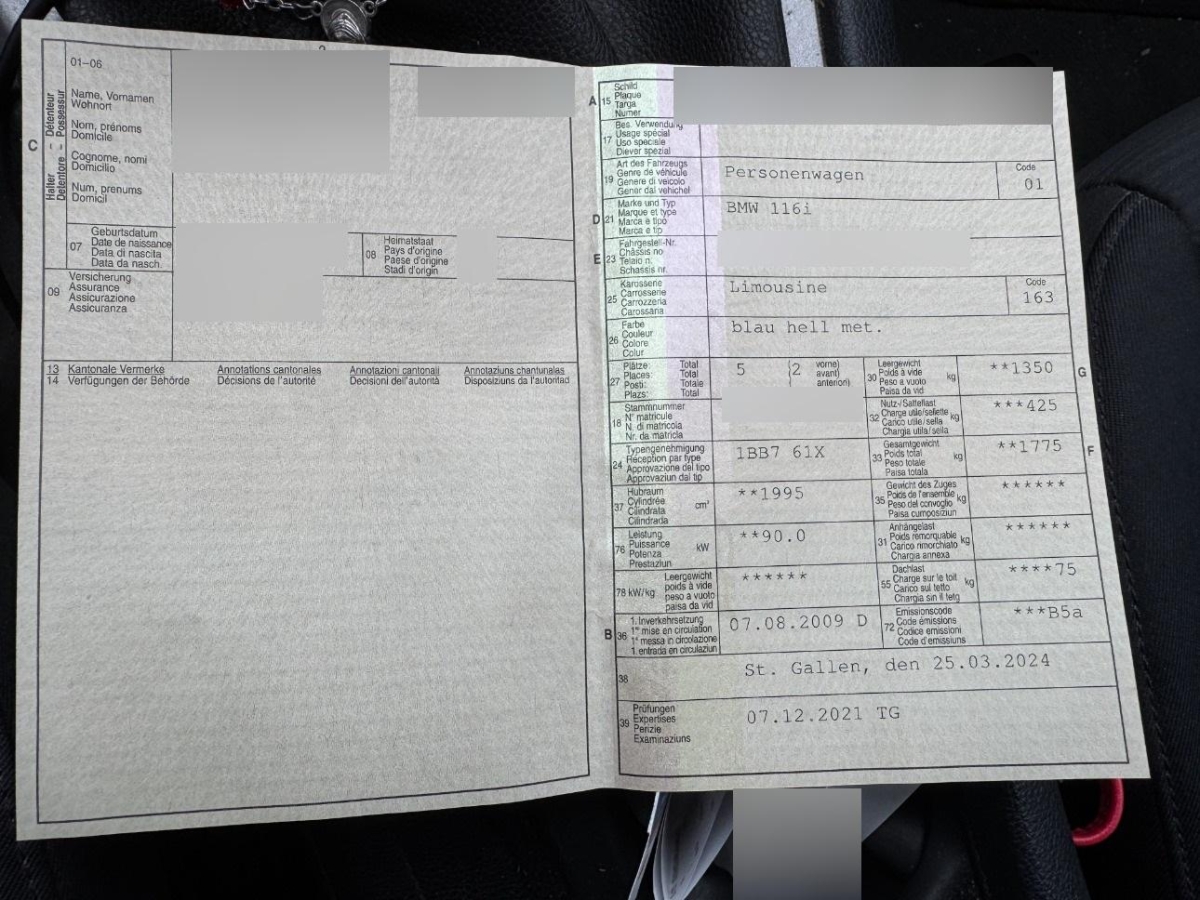 01–06
Halter – Détenteur
Detentore – Possessur
C
Name, Vornamen
Wohnort
Nom, prénoms
Domicile
Cognome, nomi
Domicilio
Num, prenums
Domicil
07
Geburtsdatum
Date de naissance
Data di nascita
Data da nasch.
08
Heimatstaat
Pays d'origine
Paese d'origine
Stadi d'origin
09
Versicherung
Assurance
Assicurazione
Assicuranza
13 Kantonale Vermerke Annotations cantonales Annotazioni cantonali Annotaziuns chantunales
14 Verfügungen der Behörde Décisions de l'autorité Decisioni dell'autorità Disposiziuns da l'autoritad
A 15
Schild
Plaque
Targa
Numer
17
Bes. Verwendung
Usage spécial
Uso speciale
Diever spezial
19
Art des Fahrzeugs
Genre de véhicule
Genere di veicolo
Gener dal vehichel
Personenwagen
Code
01
D 21
Marke und Typ
Marque et type
Marca e tipo
Marca e tip
BMW 116i
E 23
Fahrgestell-Nr.
Châssis no
Telaio n.
Schassis nr.
25
Karosserie
Carrosserie
Carrozzeria
Carossaria
Limousine
Code
163
26
Farbe
Couleur
Colore
Colur
blau hell met.
27
Plätze: Total
Places: Total
Posti: Totale
Plazs: Total
5 (2 vorne)
avant)
anteriori)
30
Leergewicht
Poids à vide
Peso a vuoto
Paisa da vid
kg
**1350
G
18
Stammnummer
N° matricule
N. di matricola
Nr. da matricla
32
Nutz-/Sattellast
Charge utile/sellette
Carico utile/sella
Chargia utila/sella
kg
***425
24
Typengenehmigung
Réception par type
Approvazione del tipo
Approvaziun dal tip
1BB7 61X
33
Gesamtgewicht
Poids total
Peso totale
Paisa totala
kg
**1775
F
37
Hubraum
Cylindrée
Cilindrata
Cilindrada
cm³
**1995
35
Gewicht des Zuges
Poids de l'ensemble
Peso del convoglio
Paisa cumposiziun
kg
******
76
Leistung
Puissance
Potenza
Prestaziun
kW
**90.0
31
Anhängelast
Poids remorquable
Carico rimorchiato
Chargia annexa
kg
******
78 kW/kg
Leergewicht
poids à vide
peso a vuoto
paisa da vid
******
55
Dachlast
Charge sur le toit
Carico sul tetto
Chargia sin il tetg
kg
****75
B 36
1. Inverkehrsetzung
1re mise en circulation
1a messa in circolazione
1. entrada en circulaziun
07.08.2009 D
72
Emissionscode
Code émissions
Codice emissioni
Code d'emissiuns
***B5a
38
St. Gallen, den 25.03.2024
39
Prüfungen
Expertises
Perizie
Examinaziuns
07.12.2021 TG